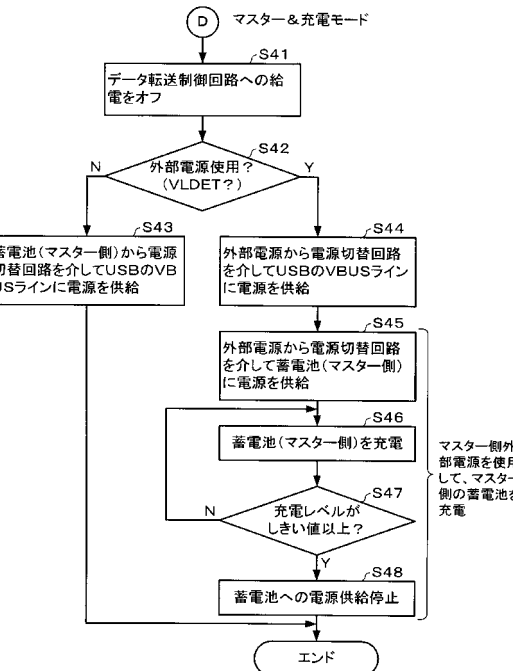 D
マスター&充電モード
S41
データ転送制御回路への給
電をオフ
S42
外部電源使用?
(VLDET?)
N
Y
S43
蓄電池(マスター側)から電源
切替回路を介してUSBのVB
USラインに電源を供給
S44
外部電源から電源切替回路
を介してUSBのVBUSライン
に電源を供給
S45
外部電源から電源切替回路
を介して蓄電池(マスター側)
に電源を供給
S46
蓄電池(マスター側)を充電
S47
充電レベルが
しきい値以上?
N
Y
S48
蓄電池への電源供給停止
マスター側外
部電源を使用
して、マスター
側の蓄電池を
充電
エンド